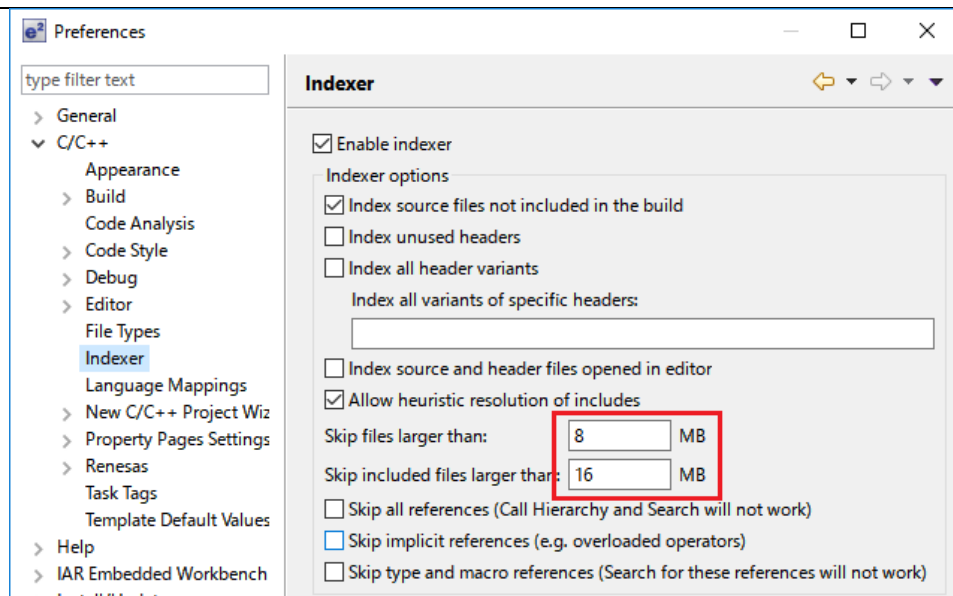 e² Preferences
type filter text
General
C/C++
Appearance
Build
Code Analysis
Code Style
Debug
Editor
File Types
Indexer
Language Mappings
New C/C++ Project Wiz
Property Pages Settings
Renesas
Task Tags
Template Default Values
Help
IAR Embedded Workbench
Indexer
Enable indexer
Indexer options
Index source files not included in the build
Index unused headers
Index all header variants
Index all variants of specific headers:
Index source and header files opened in editor
Allow heuristic resolution of includes
Skip files larger than: 8 MB
Skip included files larger than: 16 MB
Skip all references (Call Hierarchy and Search will not work)
Skip implicit references (e.g. overloaded operators)
Skip type and macro references (Search for these references will not work)